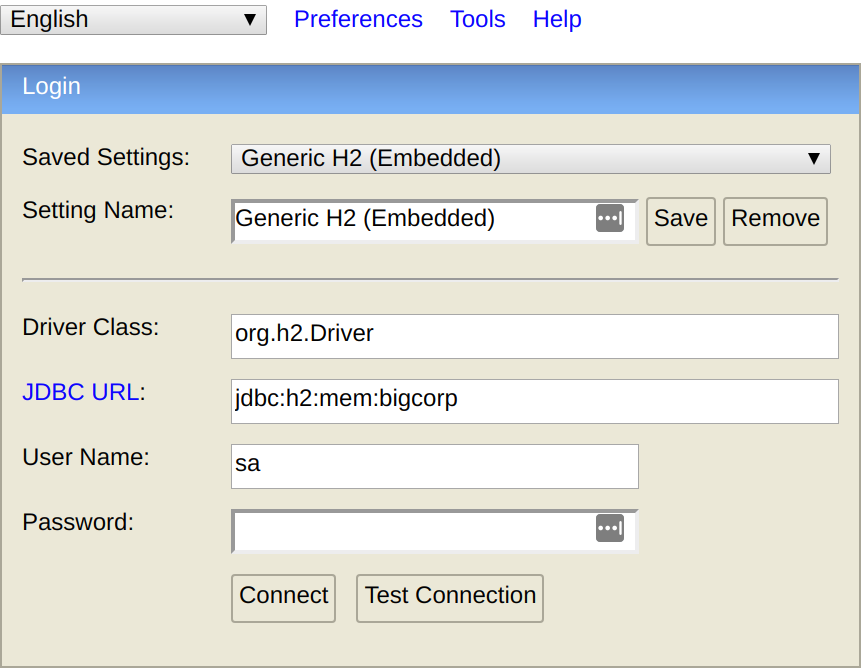 English Preferences Tools Help
Login
Saved Settings: Generic H2 (Embedded)
Setting Name: Generic H2 (Embedded) Save Remove
Driver Class: org.h2.Driver
JDBC URL: jdbc:h2:mem:bigcorp
User Name: sa
Password:
Connect Test Connection